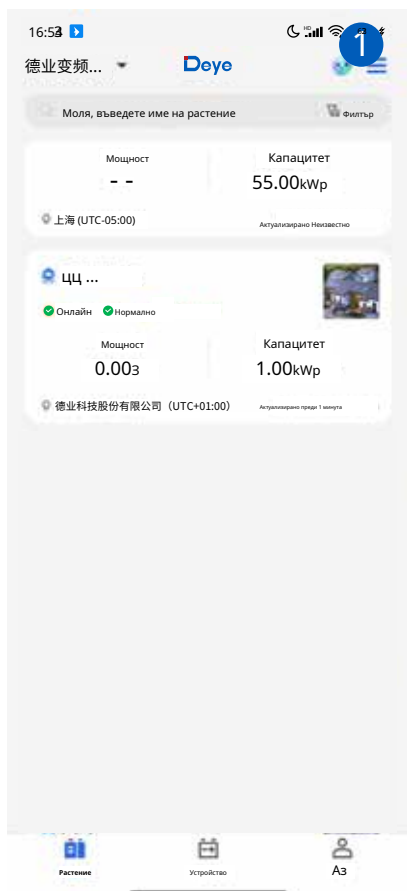 16:53
1
德业变频... Deye
Моля, въведете име на растение Филтър
Мощност Капацитет
- - 55.00kWp
上海 (UTC-05:00) Актуализирано Неизвестно
цц ...
Онлайн Нормално
Мощност Капацитет
0.003 1.00kWp
德业科技股份有限公司（UTC+01:00） Актуализирано преди 1 минута
Растение Устройство Аз